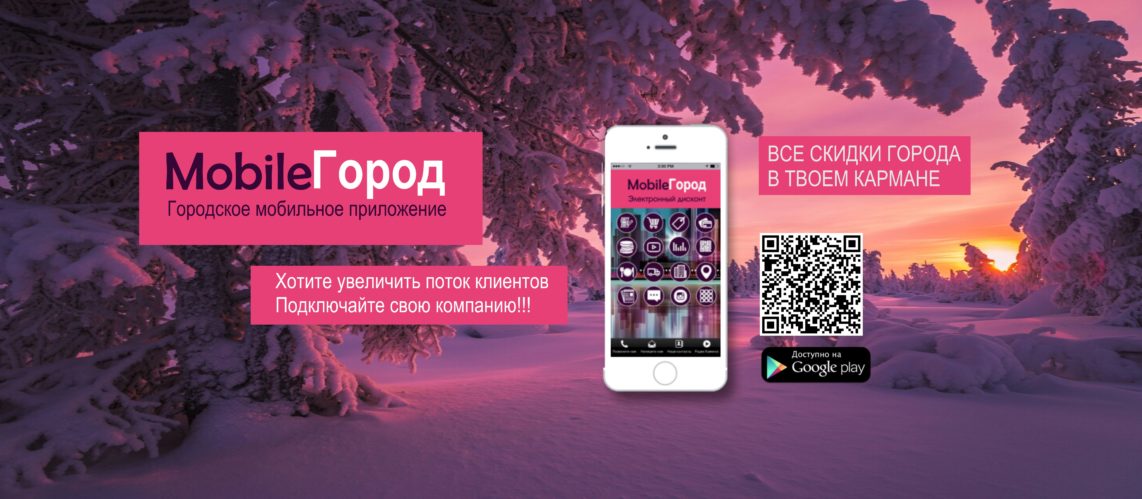 MobileГород
Городское мобильное приложение
Хотите увеличить поток клиентов
Подключайте свою компанию!!!
MobileГород
Электронный дисконт
ВСЕ СКИДКИ ГОРОДА
В ТВОЕМ КАРМАНЕ
Доступно на
Google play